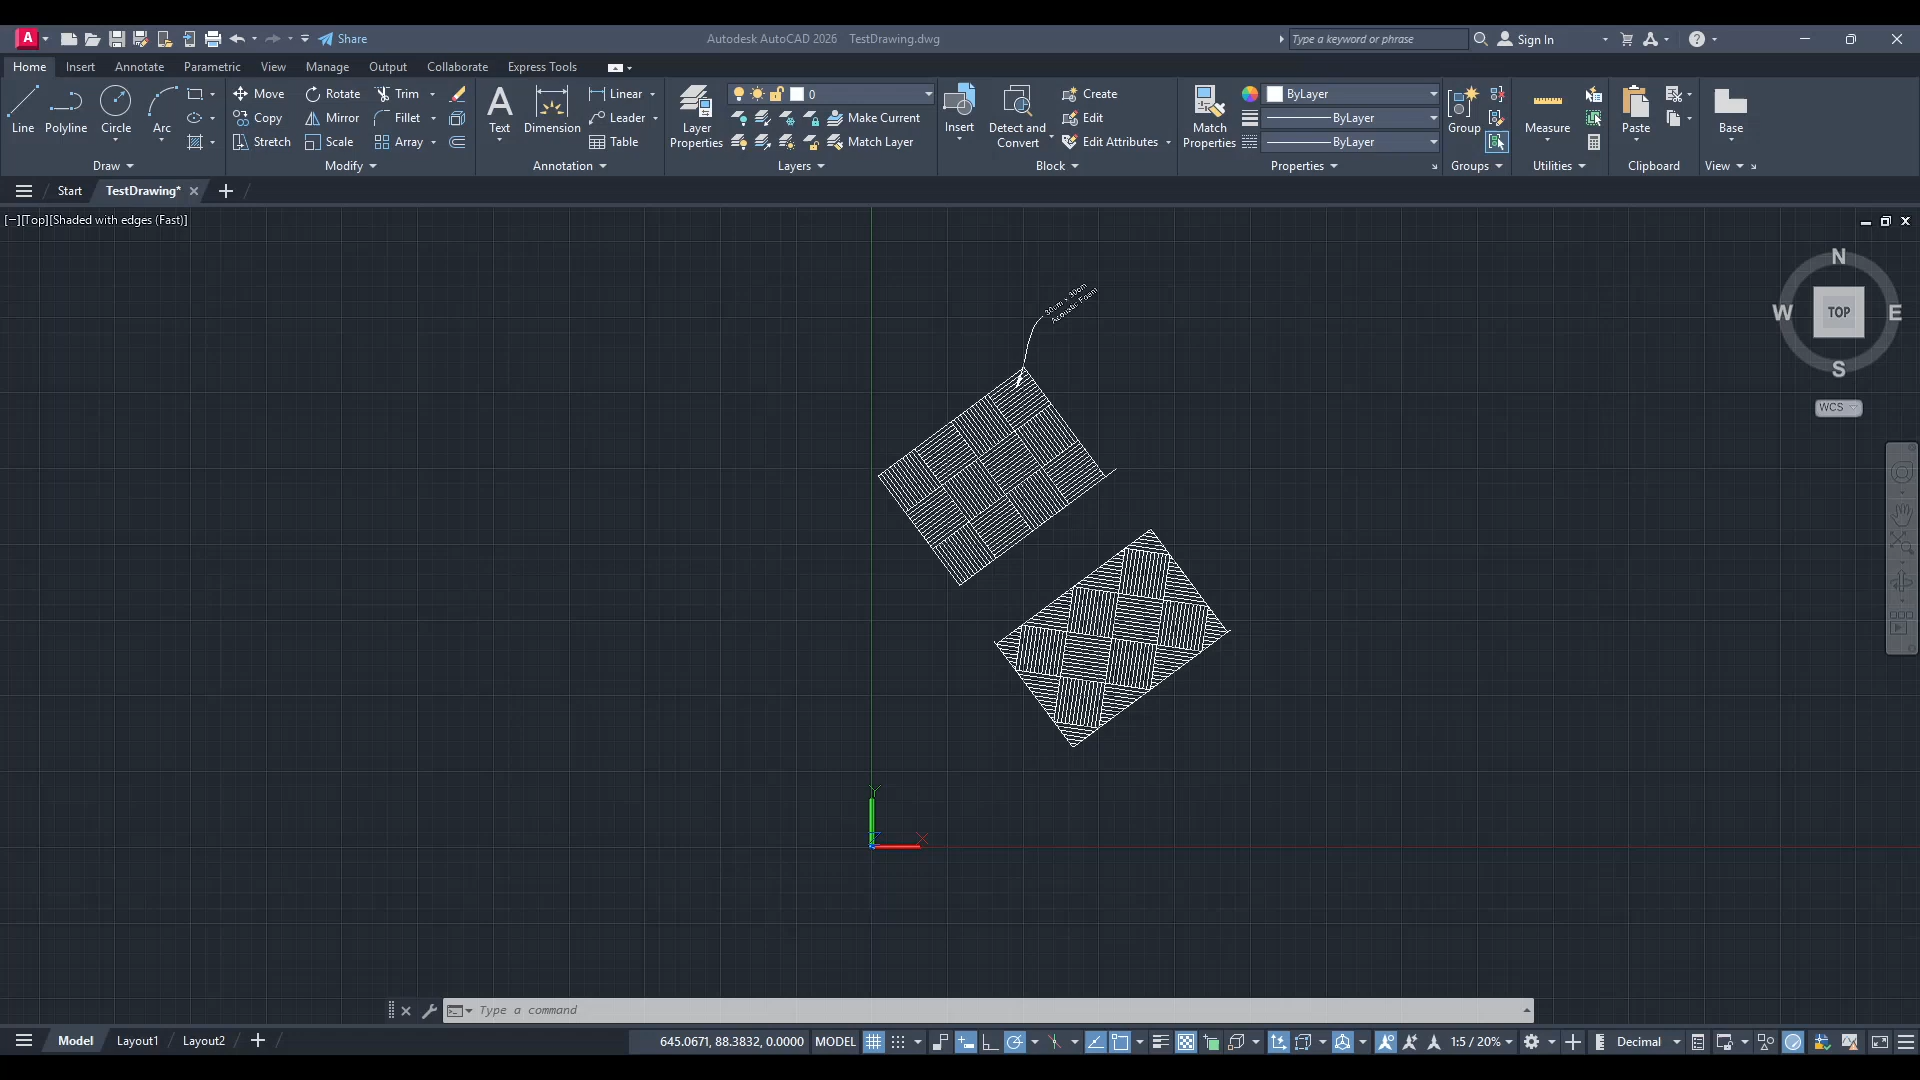 A Share Autodesk AutoCAD 2026 TestDrawing.dwg Type a keyword or phrase Sign In
Home Insert Annotate Parametric View Manage Output Collaborate Express Tools
Line Polyline Circle Arc
Move Rotate Trim
Copy Mirror Fillet
Stretch Scale Array
Text Dimension
Linear
Leader
Table
Layer
Properties
0
Make Current
Match Layer
Insert
Detect and
Convert
Create
Edit
Edit Attributes
Match
Properties
ByLayer
ByLayer
ByLayer
Group
Measure
Paste
Base
Draw Modify Annotation Layers Block Properties Groups Utilities Clipboard View
Start TestDrawing* +
[−][Top][Shaded with edges (Fast)]
N
W TOP E
S
WCS
30cm x 30cm
Acoustic Foam
Y
X
Type a command
Model Layout1 Layout2 +
645.0671, 88.3832, 0.0000 MODEL 1:5 / 20% Decimal